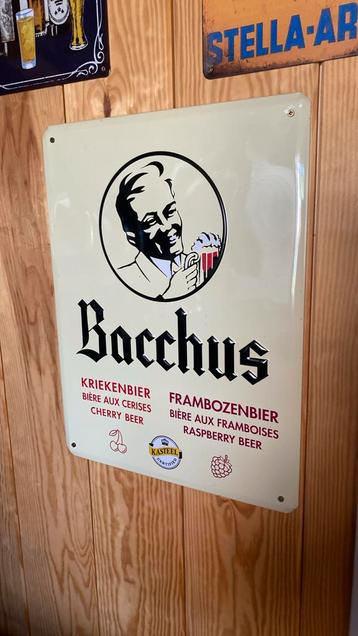 STELLA-AR
Bacchus
KRIEKENBIER
BIÈRE AUX CERISES
CHERRY BEER
FRAMBOZENBIER
BIÈRE AUX FRAMBOISES
RASPBERRY BEER
KASTEEL